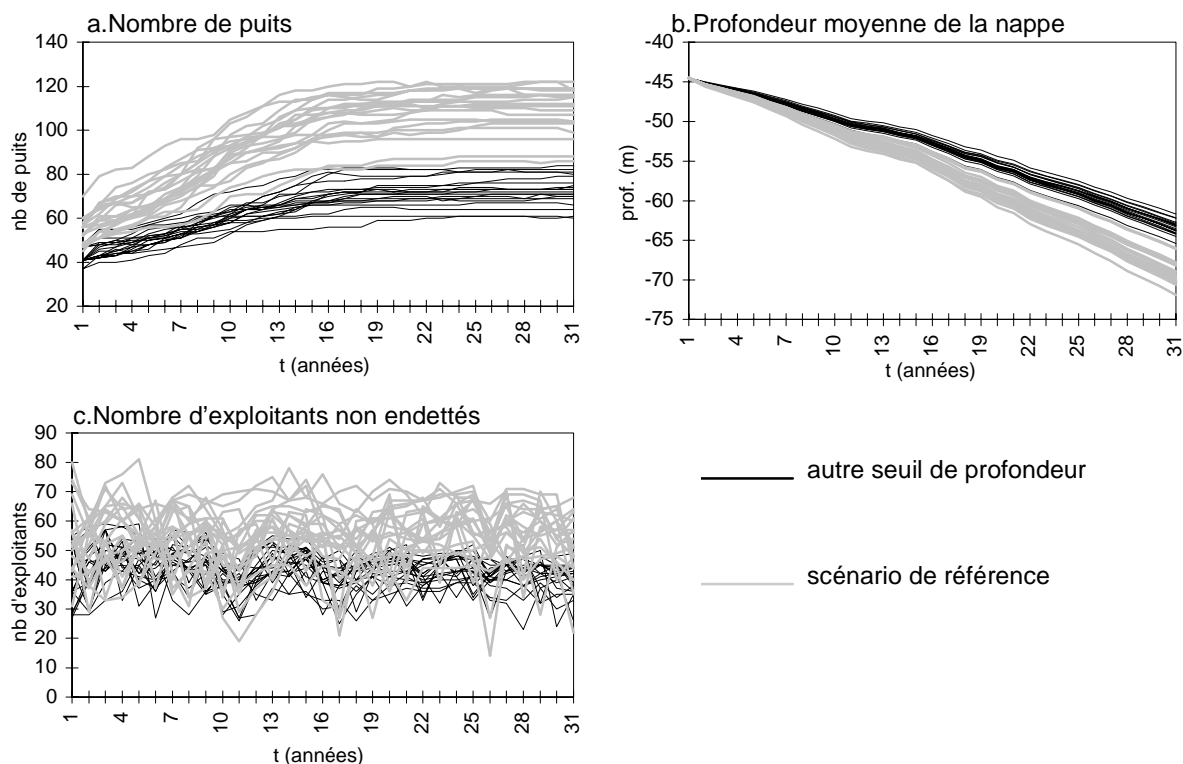 a.Nombre de puits
140
120
100
80
60
40
20
nb de puits
1 4 7 10 13 16 19 22 25 28 31
t (années)
b.Profondeur moyenne de la nappe
-40
-45
-50
-55
-60
-65
-70
-75
prof. (m)
1 4 7 10 13 16 19 22 25 28 31
t (années)
c.Nombre d'exploitants non endettés
90
80
70
60
50
40
30
20
10
0
nb d'exploitants
1 4 7 10 13 16 19 22 25 28 31
t (années)
autre seuil de profondeur
scénario de référence